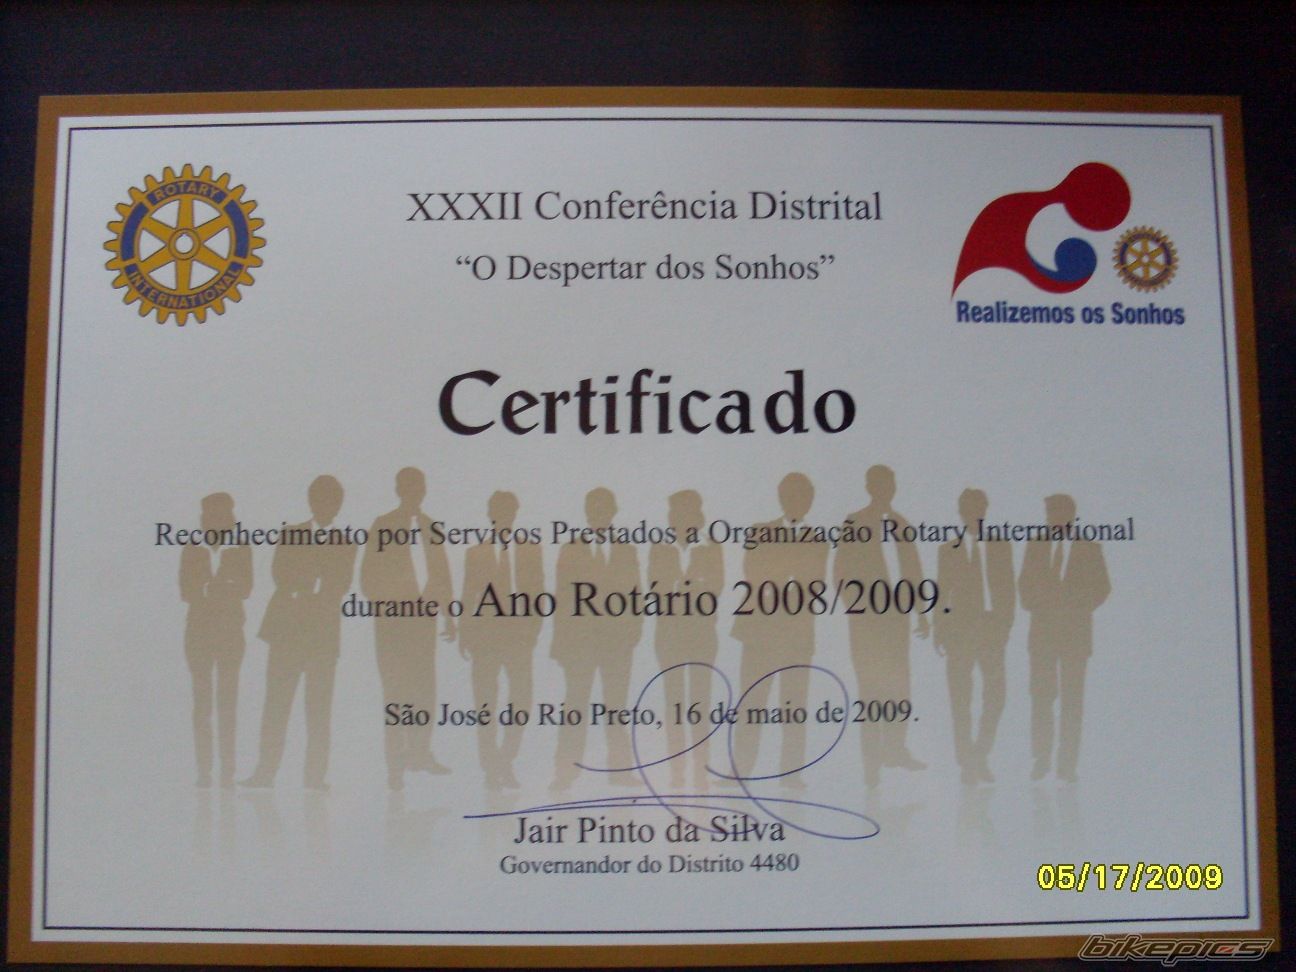 ROTARY
INTERNATIONAL
XXXII Conferência Distrital
“O Despertar dos Sonhos”
Realizemos os Sonhos
Certificado
Reconhecimento por Serviços Prestados a Organização Rotary International
durante o Ano Rotário 2008/2009.
São José do Rio Preto, 16 de maio de 2009.
Jair Pinto da Silva
Governandor do Distrito 4480
05/17/2009
bikepics